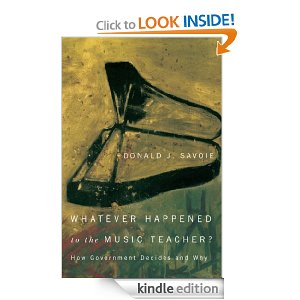 Click to
LOOK INSIDE!
DONALD J. SAVOIE
WHATEVER HAPPENED
to the MUSIC TEACHER?
How Government Decides and Why
kindle edition